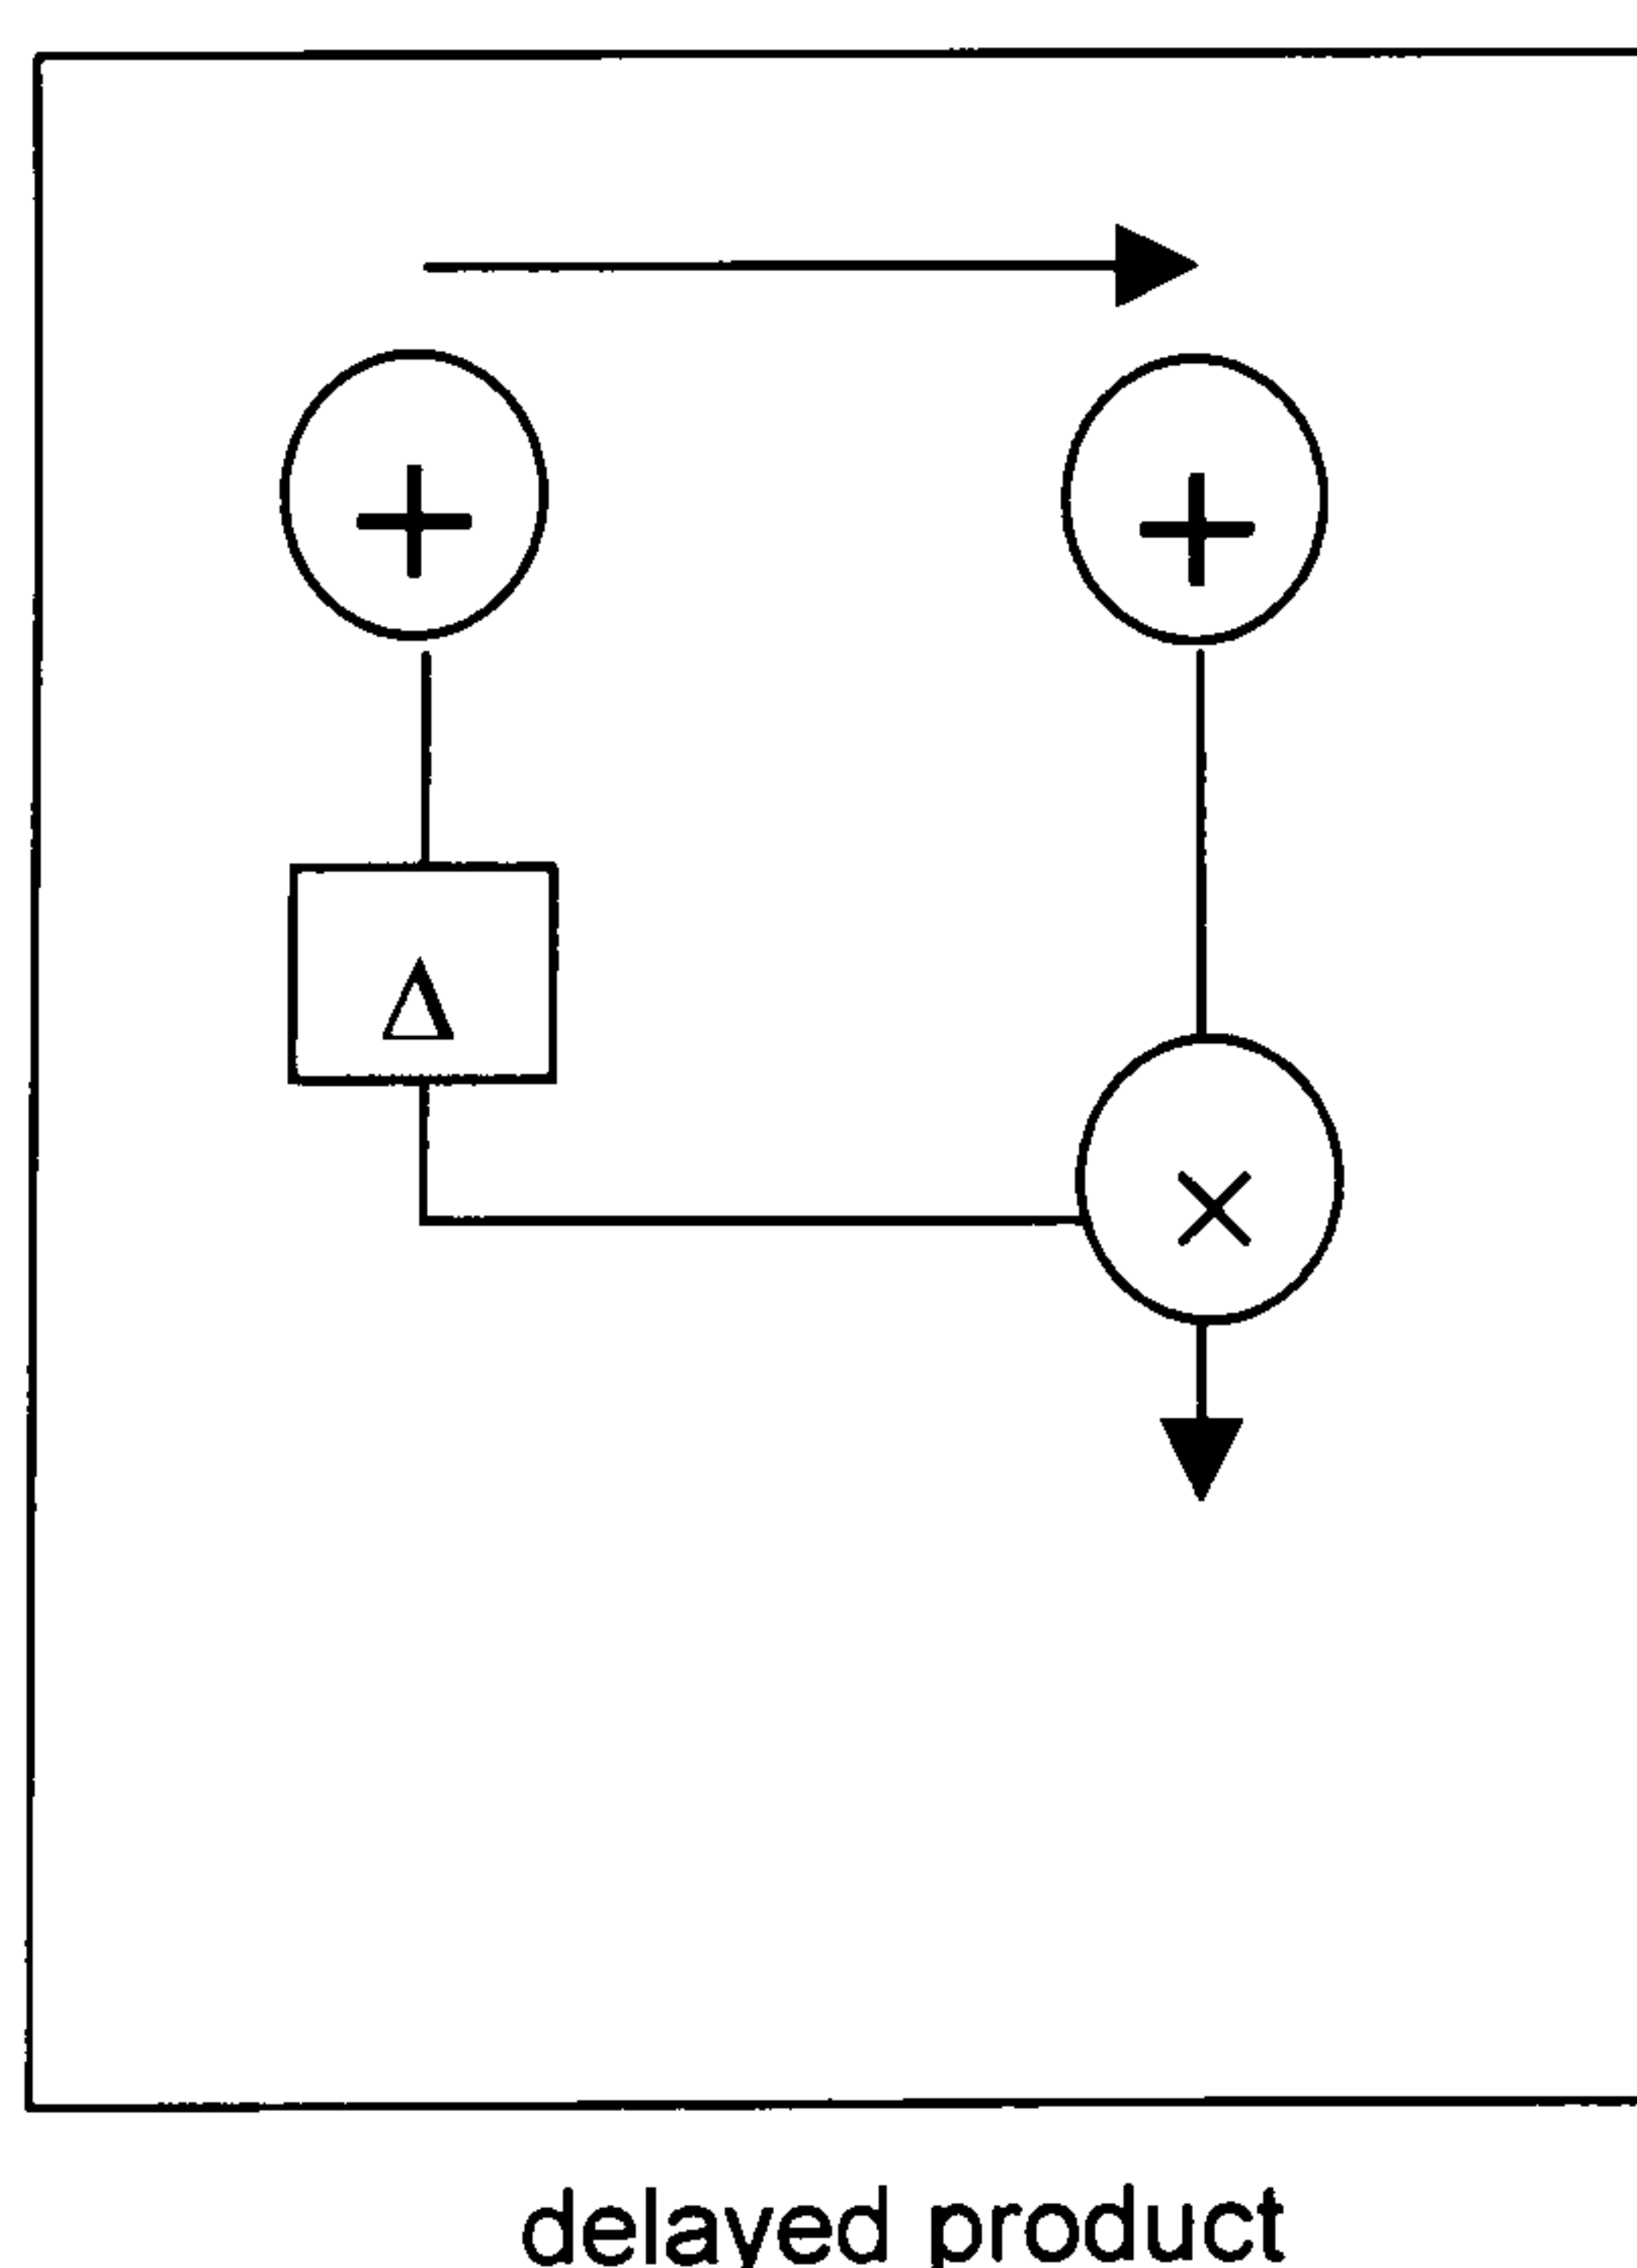 + +
Δ
×
delayed product